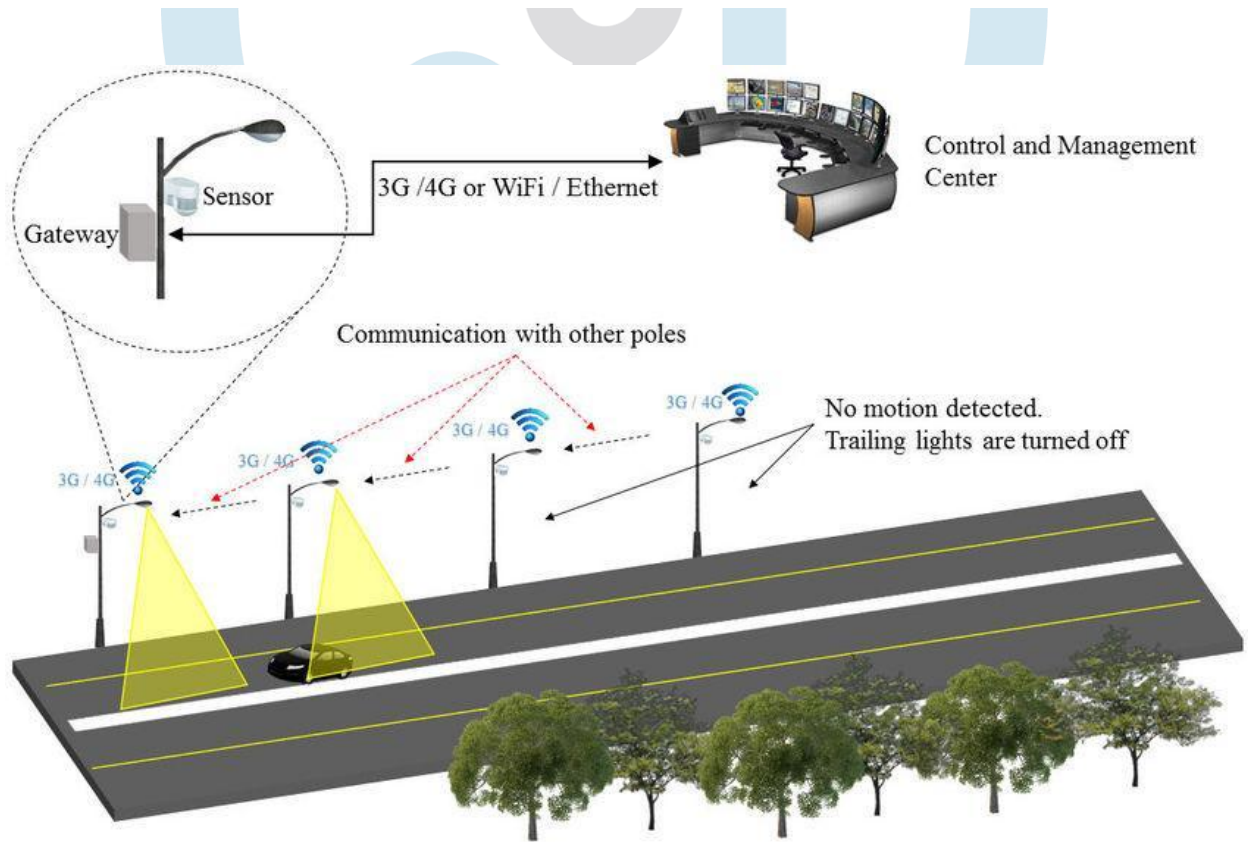 Control and Management
Center
3G /4G or WiFi / Ethernet
Sensor
Gateway
Communication with other poles
3G / 4G
No motion detected.
Trailing lights are turned off
3G / 4G
3G / 4G
3G / 4G